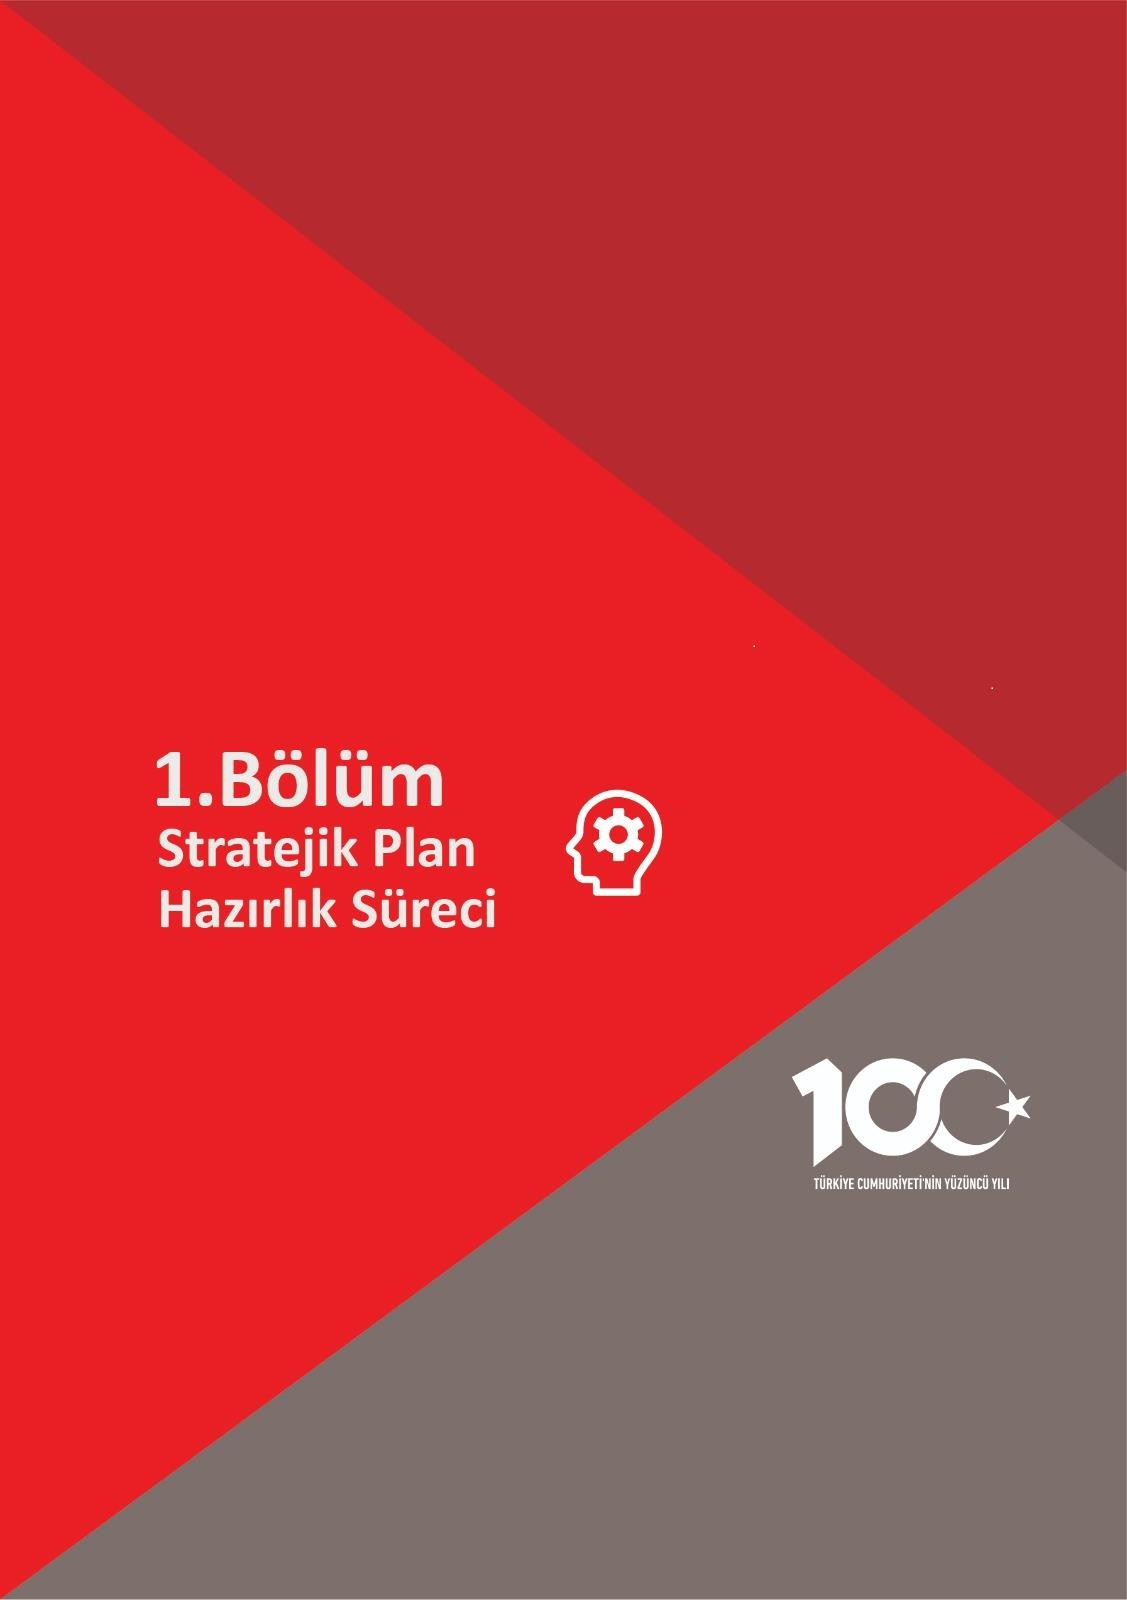 1.Bölüm
Stratejik Plan
Hazırlık Süreci
100
TÜRKİYE CUMHURİYETİ'NİN YÜZÜNCÜ YILI